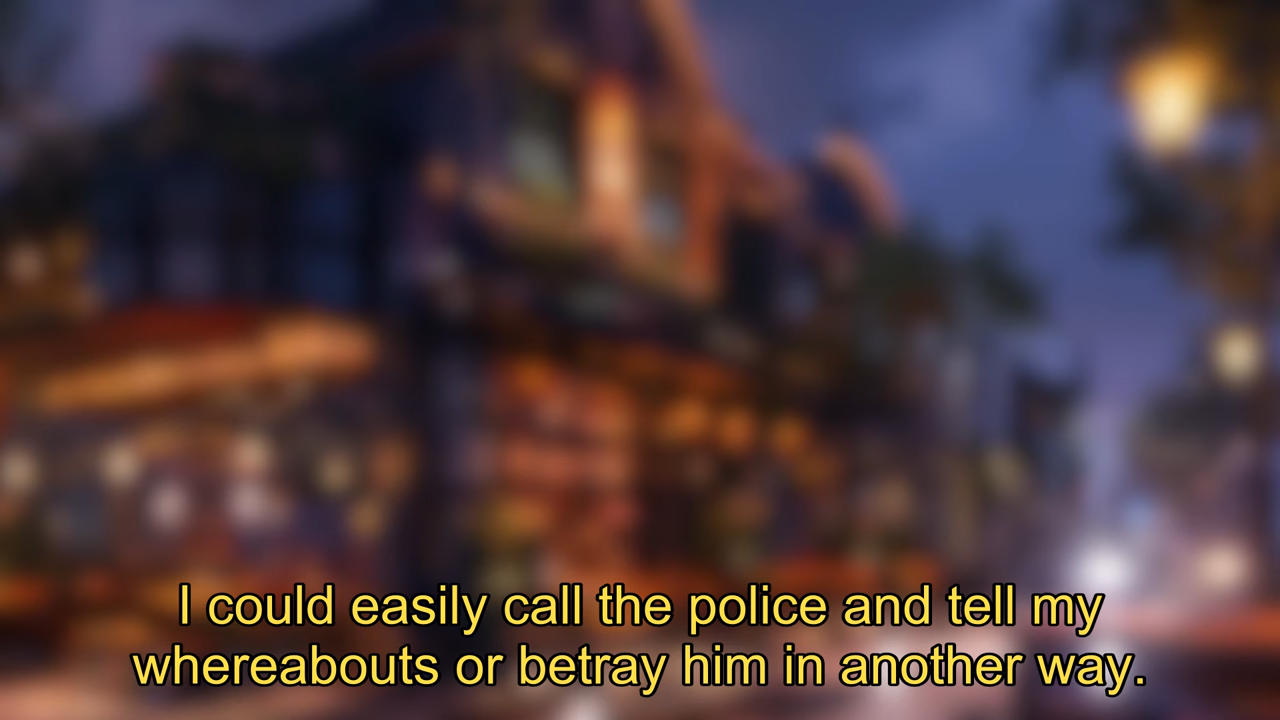 I could easily call the police and tell my
whereabouts or betray him in another way.